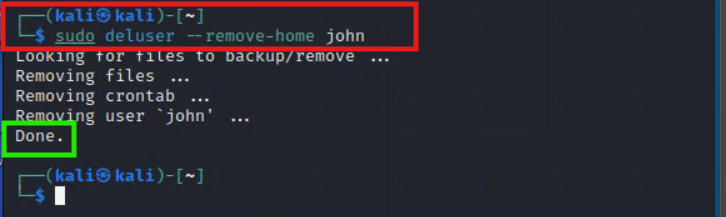 ┌──(kali㉿kali)-[~]
└─$ sudo deluser --remove-home john
Looking for files to backup/remove ...
Removing files ...
Removing crontab ...
Removing user `john' ...
Done.
┌──(kali㉿kali)-[~]
└─$